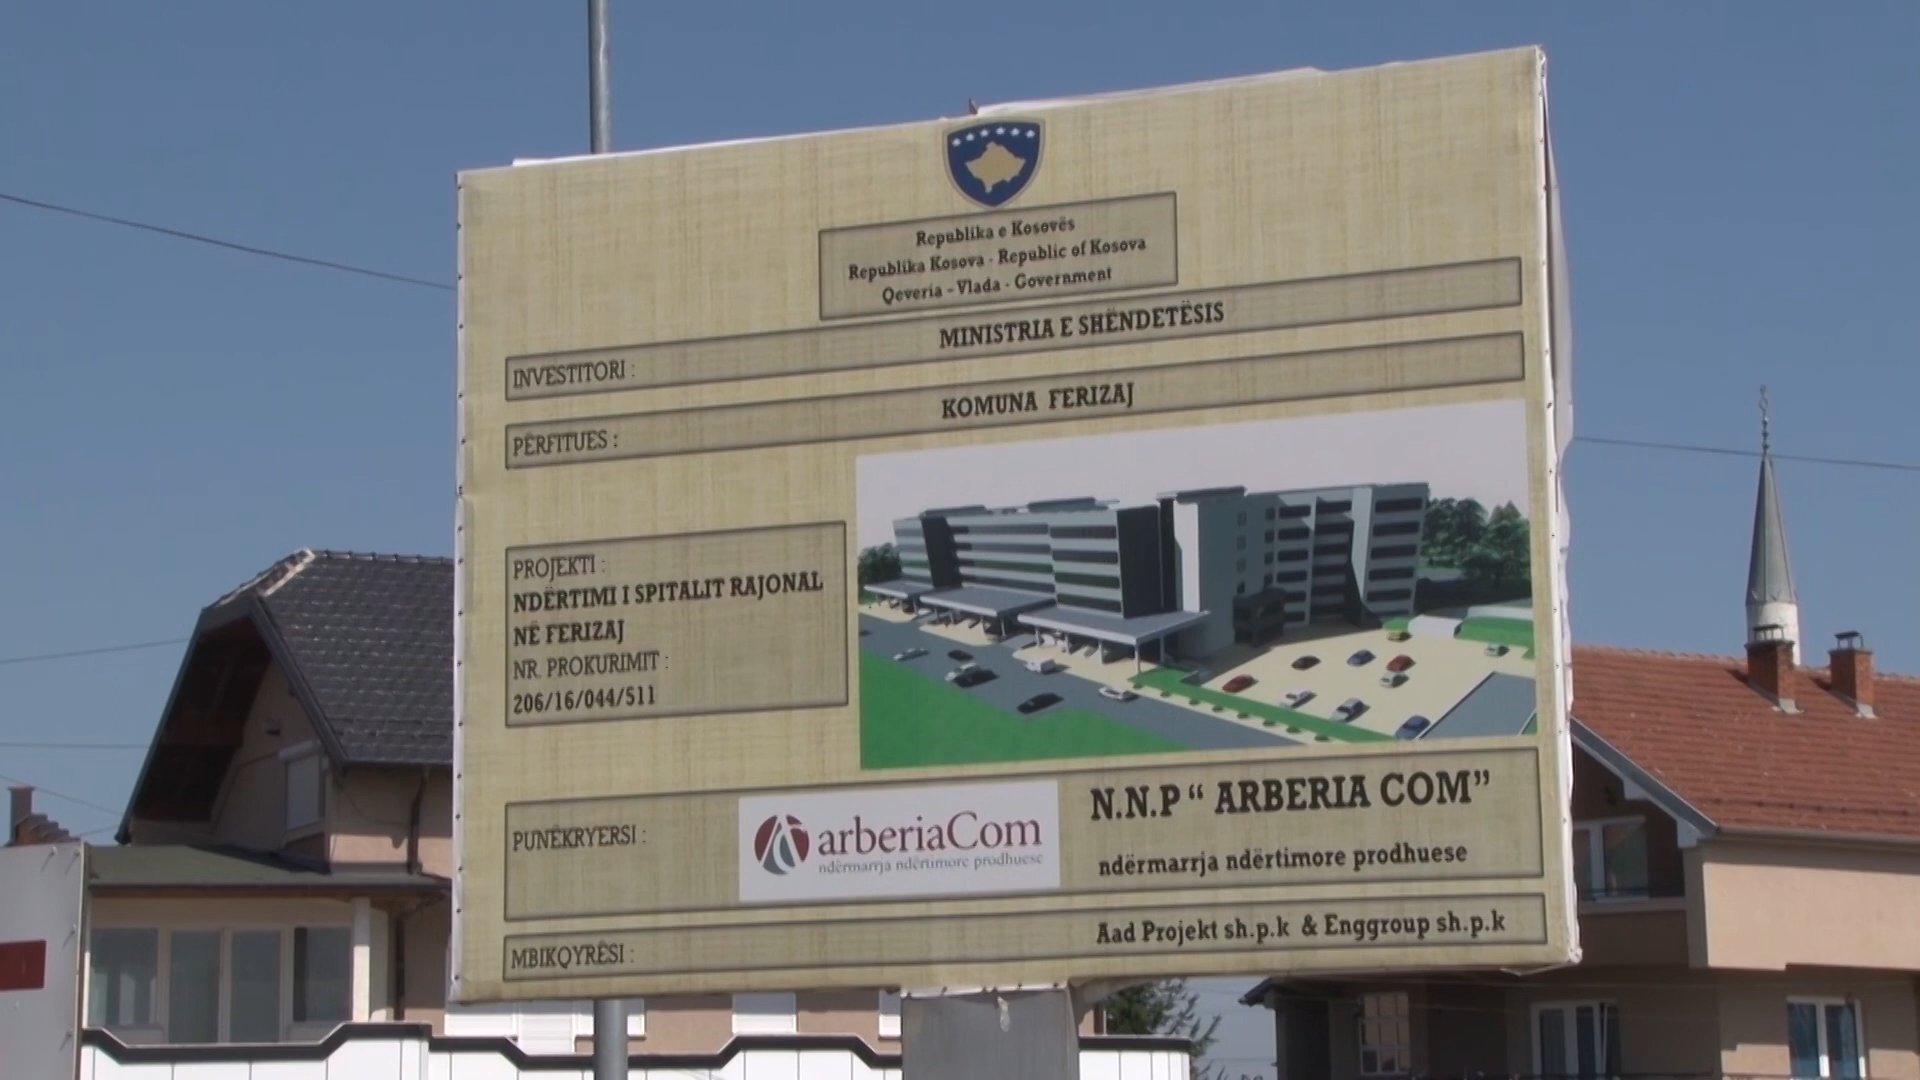 Republika e Kosovës
Republika Kosova - Republic of Kosova
Qeveria - Vlada - Government
INVESTITORI : MINISTRIA E SHËNDETËSIS
PËRFITUES : KOMUNA FERIZAJ
PROJEKTI :
NDËRTIMI I SPITALIT RAJONAL
NË FERIZAJ
NR. PROKURIMIT :
206/16/044/511
PUNËKRYERSI :
arberiaCom
ndërmarrja ndërtimore prodhuese
N.N.P “ ARBERIA COM”
ndërmarrja ndërtimore prodhuese
MBIKQYRËSI : Aad Projekt sh.p.k & Enggroup sh.p.k